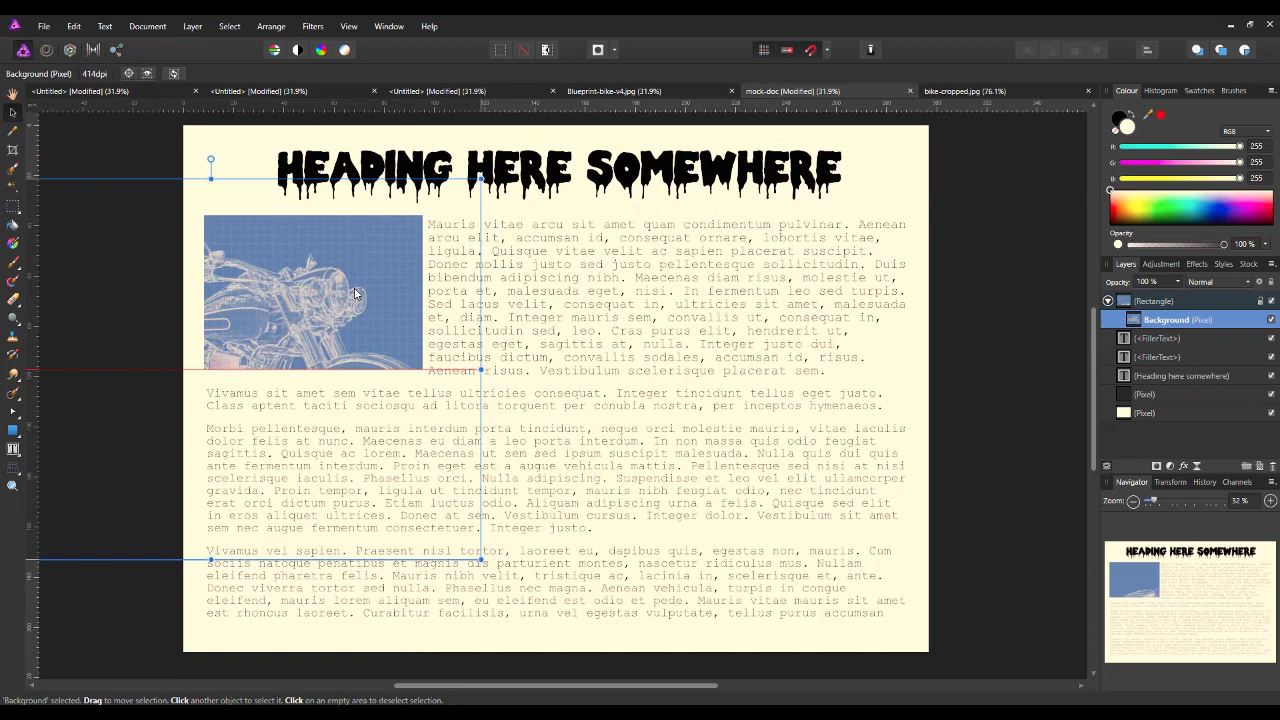 File Edit Text Document Layer Select Arrange Filters View Window Help
Background (Pixel) 414dpi
<Untitled> [Modified] (31.9%) <Untitled> [Modified] (31.9%) <Untitled> [Modified] (31.9%) Blueprint-bike-v4.jpg (31.9%) mock-doc [Modified] (31.9%) bike-cropped.jpg (76.1%)
HEADING HERE SOMEWHERE
Mauris vitae arcu sit amet quam condimentum pulvinar. Aenean
arcu elit, accumsan id, consequat ornare, lobortis vitae,
ligula. Quisque vitae velit ac sapien placerat suscipit.
Donec mollis justo sed justo pellentesque sollicitudin. Duis
bibendum adipiscing nibh. Maecenas diam risus, molestie ut,
porta et, malesuada eget, nisi. In fermentum leo sed turpis.
Sed lacus velit, consequat in, ultricies sit amet, malesuada
et, diam. Integer mauris sem, convallis ut, consequat in,
sollicitudin sed, leo. Cras purus elit, hendrerit ut,
egestas eget, sagittis at, nulla. Integer justo dui,
faucibus dictum, convallis sodales, accumsan id, risus.
Aenean risus. Vestibulum scelerisque placerat sem.
Vivamus sit amet sem vitae tellus ultricies consequat. Integer tincidunt tellus eget justo.
Class aptent taciti sociosqu ad litora torquent per conubia nostra, per inceptos hymenaeos.
Morbi pellentesque, mauris interdum porta tincidunt, neque orci molestie mauris, vitae iaculis
dolor felis at nunc. Maecenas eu diam a leo porta interdum. In non massa quis odio feugiat
sagittis. Quisque ac lorem. Maecenas ut sem sed ipsum suscipit malesuada. Nulla quis dui quis
ante fermentum interdum. Proin eget est a augue vehicula mattis. Pellentesque sed nisi at nisi
scelerisque iaculis. Phasellus orci. Nulla adipiscing. Suspendisse et leo vel elit ullamcorper
gravida. Proin tempor, ligula ut tincidunt tempor, mauris nibh feugiat odio, nec tincidunt
erat orci dictum purus. Etiam luctus odio. Aliquam adipiscing urna a felis. Quisque sed elit
in eros aliquet ultrices. Donec at sem. Vestibulum cursus. Integer dolor. Vestibulum sit amet
sem nec augue fermentum consectetuer. Integer justo.
Vivamus vel sapien. Praesent nisl tortor, laoreet eu, dapibus quis, egestas non, mauris. Cum
sociis natoque penatibus et magnis dis parturient montes, nascetur ridiculus mus. Nullam
eleifend pharetra felis. Mauris nibh velit, tristique ac, lacinia in, scelerisque et, ante.
Donec viverra tortor sed nulla. Phasellus nec magna. Aenean vehicula, turpis in congue
eleifend, mauris lorem aliquam sem, eu eleifend est odio et pede. Mauris vitae mauris sit amet
est rhoncus laoreet. Curabitur facilisis, purus vel egestas vulputate, tellus purus accumsan
Colour Histogram Swatches Brushes
RGB
R: 255
G: 255
B: 255
Opacity
100 %
Layers Adjustment Effects Styles Stock
Opacity: 100 % Normal
(Rectangle)
Background (Pixel)
(<FillerText>)
(<FillerText>)
(Heading here somewhere)
(Pixel)
(Pixel)
Navigator Transform History Channels
Zoom: 32 %
HEADING HERE SOMEWHERE
'Background' selected. Drag to move selection. Click another object to select it. Click on an empty area to deselect selection.